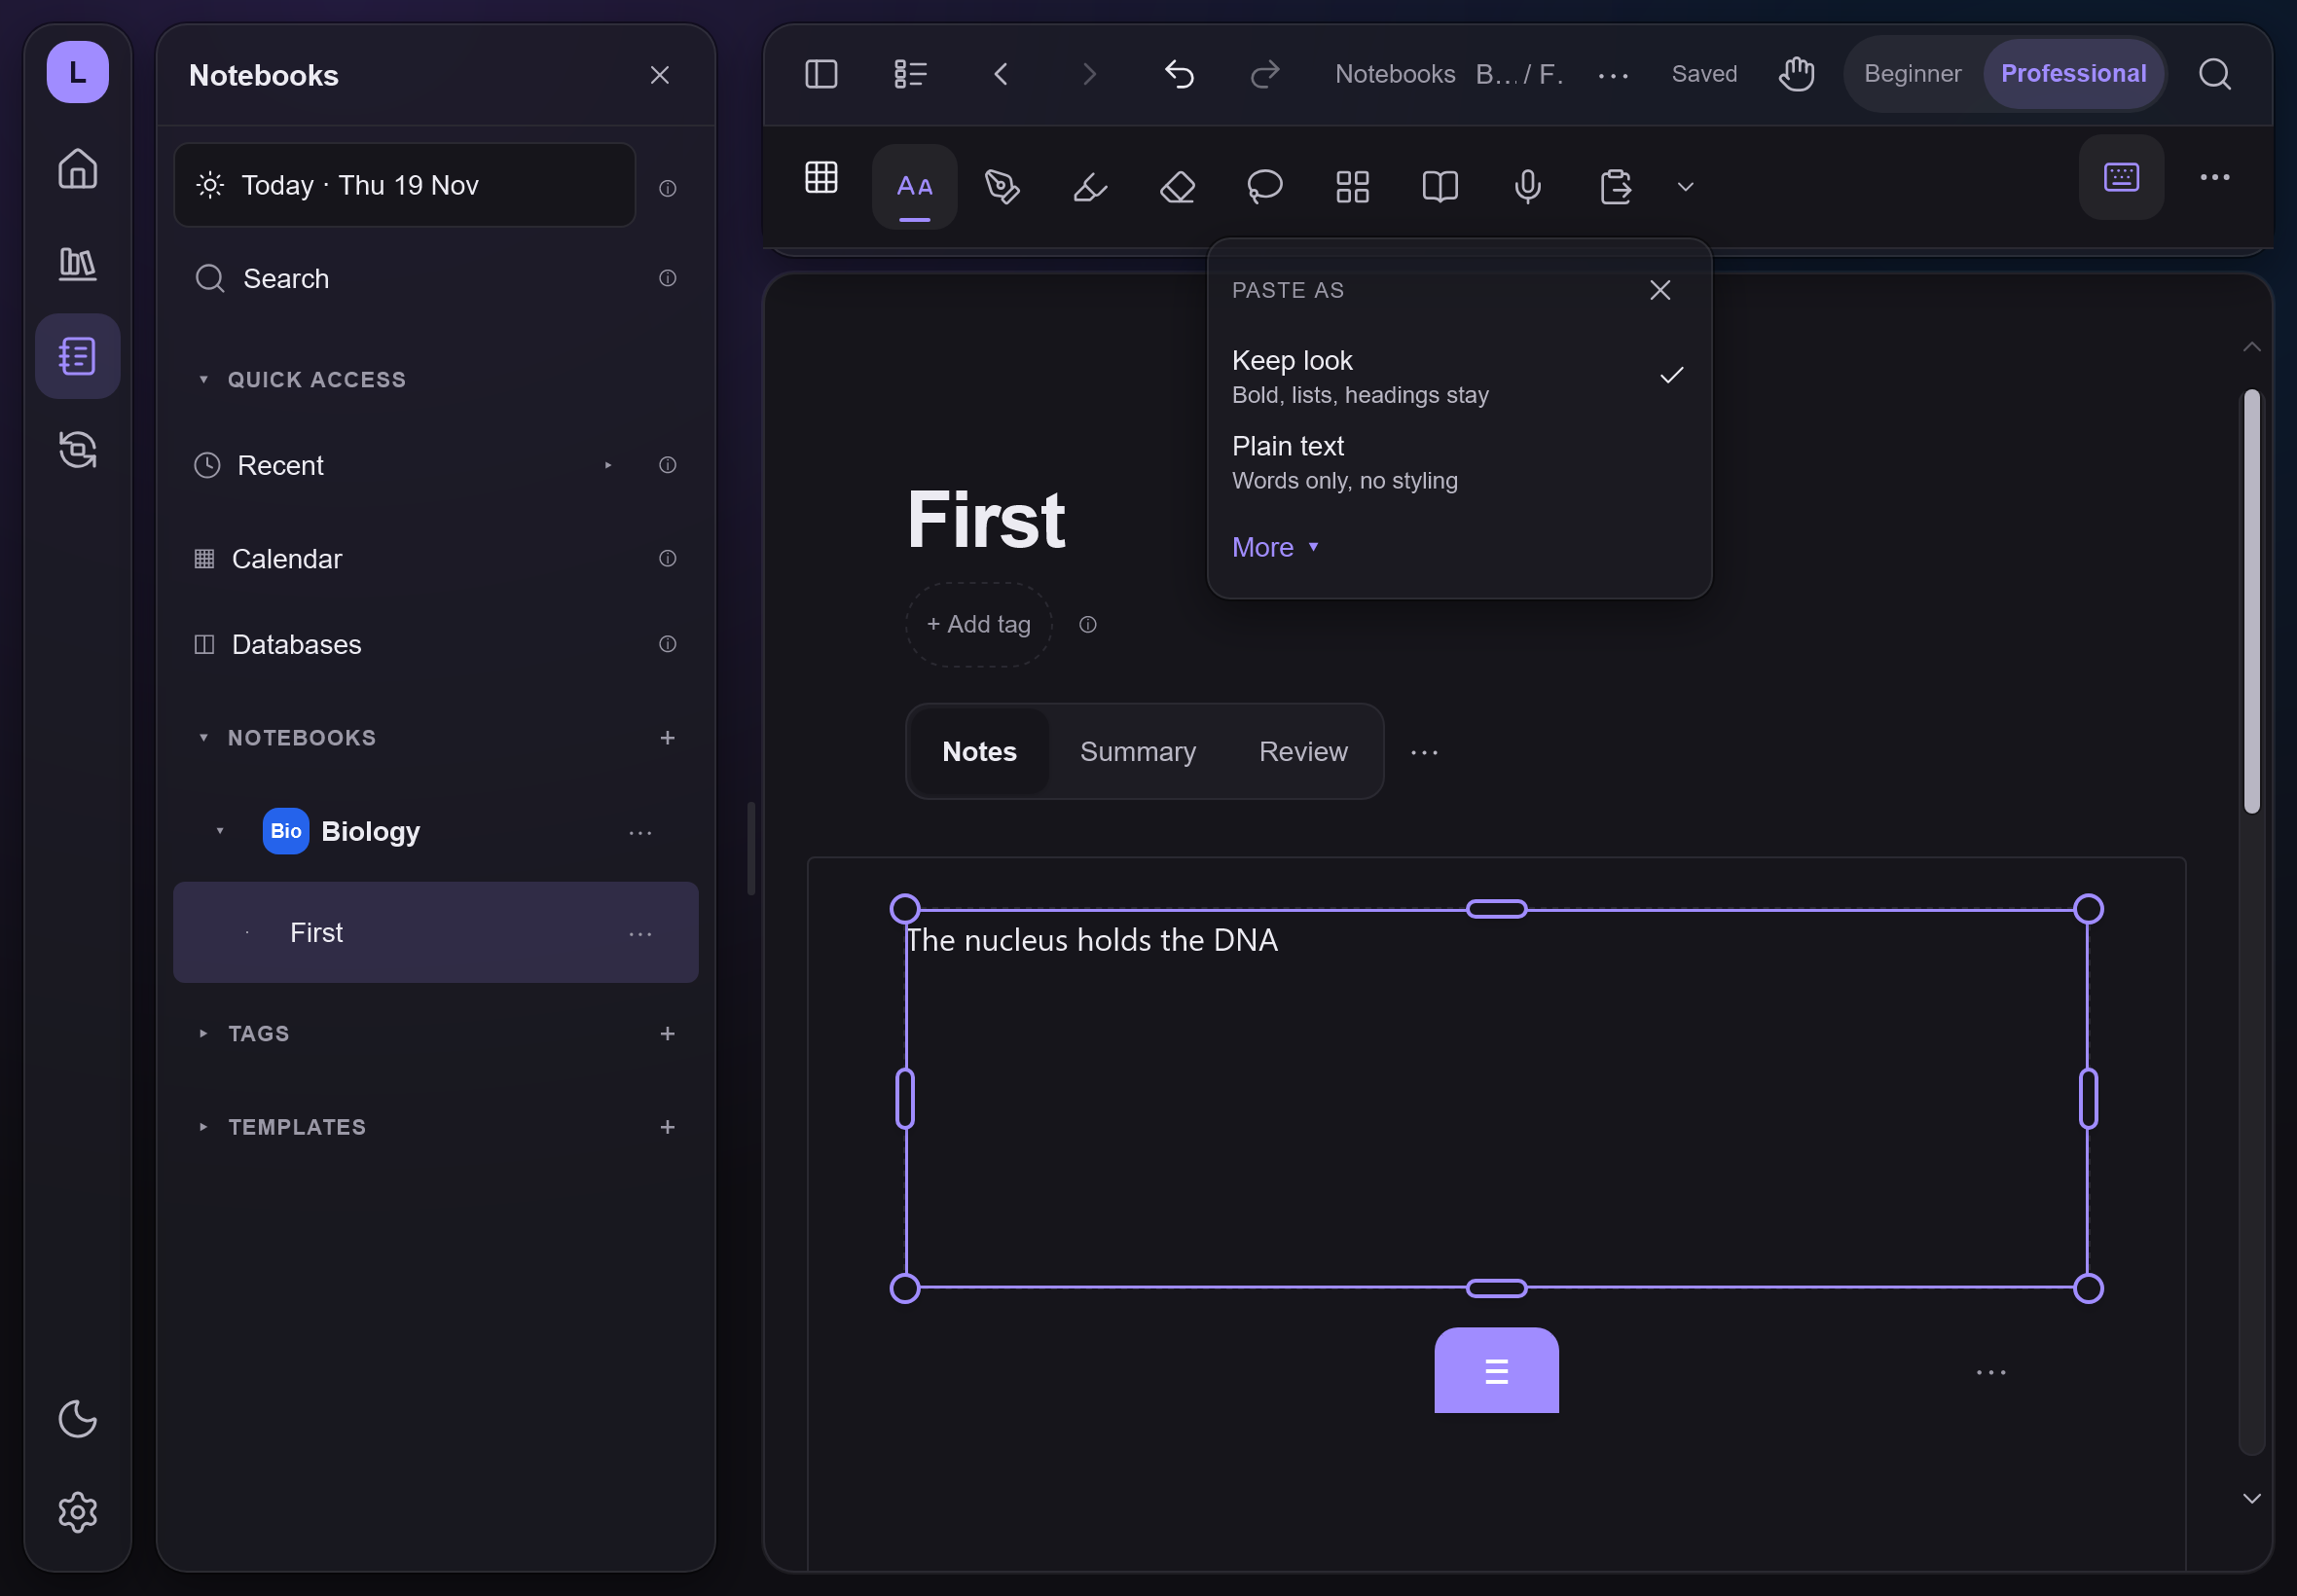 L
Notebooks
Today · Thu 19 Nov
Search
QUICK ACCESS
Recent
Calendar
Databases
NOTEBOOKS
Bio Biology
First
TAGS
TEMPLATES
Notebooks B… / F.
Saved
Beginner
Professional
AA
PASTE AS
Keep look
Bold, lists, headings stay
Plain text
Words only, no styling
More
First
+ Add tag
Notes
Summary
Review
The nucleus holds the DNA